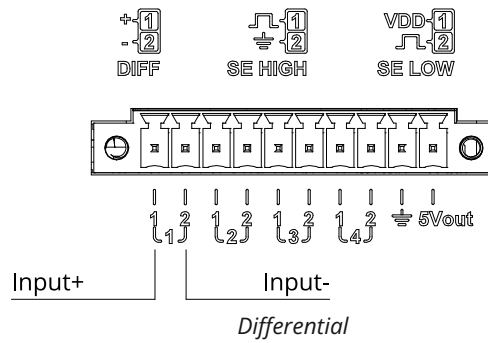 + 1 1 VDD 1
- 2 2 2
DIFF SE HIGH SE LOW
1 2 1 2 1 2 1 2 5Vout
1 2 3 4
Input+ Input-
Differential